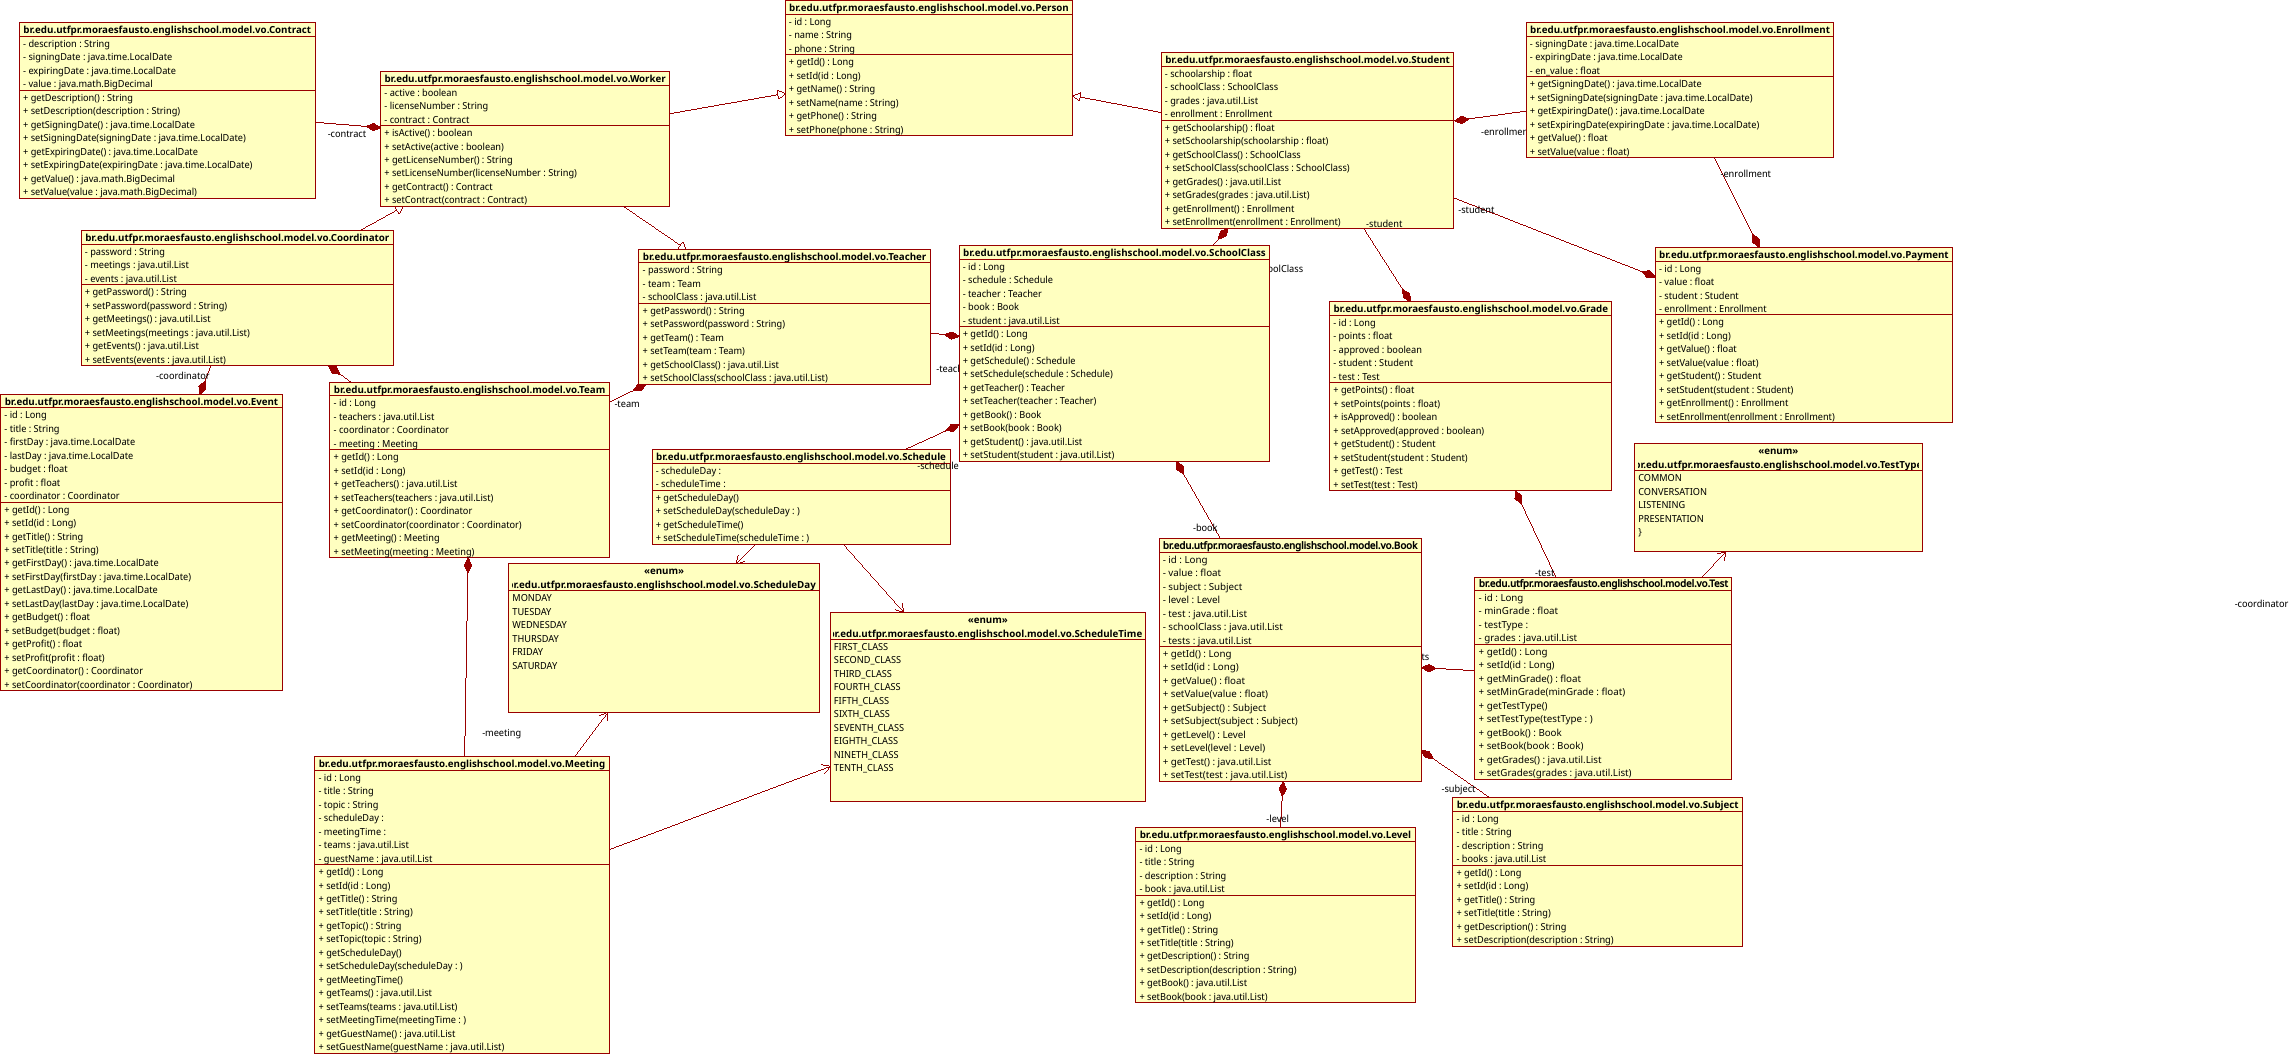 br.edu.utfpr.moraesfausto.englishschool.model.vo.Contract
- description : String
- signingDate : java.time.LocalDate
- expiringDate : java.time.LocalDate
- value : java.math.BigDecimal
+ getDescription() : String
+ setDescription(description : String)
+ getSigningDate() : java.time.LocalDate
+ setSigningDate(signingDate : java.time.LocalDate)
+ getExpiringDate() : java.time.LocalDate
+ setExpiringDate(expiringDate : java.time.LocalDate)
+ getValue() : java.math.BigDecimal
+ setValue(value : java.math.BigDecimal)
-contract
br.edu.utfpr.moraesfausto.englishschool.model.vo.Worker
- active : boolean
- licenseNumber : String
- contract : Contract
+ isActive() : boolean
+ setActive(active : boolean)
+ getLicenseNumber() : String
+ setLicenseNumber(licenseNumber : String)
+ getContract() : Contract
+ setContract(contract : Contract)
br.edu.utfpr.moraesfausto.englishschool.model.vo.Person
- id : Long
- name : String
- phone : String
+ getId() : Long
+ setId(id : Long)
+ getName() : String
+ setName(name : String)
+ getPhone() : String
+ setPhone(phone : String)
br.edu.utfpr.moraesfausto.englishschool.model.vo.Student
- schoolarship : float
- schoolClass : SchoolClass
- grades : java.util.List
- enrollment : Enrollment
+ getSchoolarship() : float
+ setSchoolarship(schoolarship : float)
+ getSchoolClass() : SchoolClass
+ setSchoolClass(schoolClass : SchoolClass)
+ getGrades() : java.util.List
+ setGrades(grades : java.util.List)
+ getEnrollment() : Enrollment
+ setEnrollment(enrollment : Enrollment)
-enrollmer
br.edu.utfpr.moraesfausto.englishschool.model.vo.Enrollment
- signingDate : java.time.LocalDate
- expiringDate : java.time.LocalDate
- en_value : float
+ getSigningDate() : java.time.LocalDate
+ setSigningDate(signingDate : java.time.LocalDate)
+ getExpiringDate() : java.time.LocalDate
+ setExpiringDate(expiringDate : java.time.LocalDate)
+ getValue() : float
+ setValue(value : float)
-enrollment
-student
-student
br.edu.utfpr.moraesfausto.englishschool.model.vo.Coordinator
- password : String
- meetings : java.util.List
- events : java.util.List
+ getPassword() : String
+ setPassword(password : String)
+ getMeetings() : java.util.List
+ setMeetings(meetings : java.util.List)
+ getEvents() : java.util.List
+ setEvents(events : java.util.List)
-coordinator
br.edu.utfpr.moraesfausto.englishschool.model.vo.Teacher
- password : String
- team : Team
- schoolClass : java.util.List
+ getPassword() : String
+ setPassword(password : String)
+ getTeam() : Team
+ setTeam(team : Team)
+ getSchoolClass() : java.util.List
+ setSchoolClass(schoolClass : java.util.List)
-team
-teacl
br.edu.utfpr.moraesfausto.englishschool.model.vo.SchoolClass
- id : Long
- schedule : Schedule
- teacher : Teacher
- book : Book
- student : java.util.List
+ getId() : Long
+ setId(id : Long)
+ getSchedule() : Schedule
+ setSchedule(schedule : Schedule)
+ getTeacher() : Teacher
+ setTeacher(teacher : Teacher)
+ getBook() : Book
+ setBook(book : Book)
+ getStudent() : java.util.List
+ setStudent(student : java.util.List)
oolClass
br.edu.utfpr.moraesfausto.englishschool.model.vo.Payment
- id : Long
- value : float
- student : Student
- enrollment : Enrollment
+ getId() : Long
+ setId(id : Long)
+ getValue() : float
+ setValue(value : float)
+ getStudent() : Student
+ setStudent(student : Student)
+ getEnrollment() : Enrollment
+ setEnrollment(enrollment : Enrollment)
br.edu.utfpr.moraesfausto.englishschool.model.vo.Grade
- id : Long
- points : float
- approved : boolean
- student : Student
- test : Test
+ getPoints() : float
+ setPoints(points : float)
+ isApproved() : boolean
+ setApproved(approved : boolean)
+ getStudent() : Student
+ setStudent(student : Student)
+ getTest() : Test
+ setTest(test : Test)
br.edu.utfpr.moraesfausto.englishschool.model.vo.Event
- id : Long
- title : String
- firstDay : java.time.LocalDate
- lastDay : java.time.LocalDate
- budget : float
- profit : float
- coordinator : Coordinator
+ getId() : Long
+ setId(id : Long)
+ getTitle() : String
+ setTitle(title : String)
+ getFirstDay() : java.time.LocalDate
+ setFirstDay(firstDay : java.time.LocalDate)
+ getLastDay() : java.time.LocalDate
+ setLastDay(lastDay : java.time.LocalDate)
+ getBudget() : float
+ setBudget(budget : float)
+ getProfit() : float
+ setProfit(profit : float)
+ getCoordinator() : Coordinator
+ setCoordinator(coordinator : Coordinator)
br.edu.utfpr.moraesfausto.englishschool.model.vo.Team
- id : Long
- teachers : java.util.List
- coordinator : Coordinator
- meeting : Meeting
+ getId() : Long
+ setId(id : Long)
+ getTeachers() : java.util.List
+ setTeachers(teachers : java.util.List)
+ getCoordinator() : Coordinator
+ setCoordinator(coordinator : Coordinator)
+ getMeeting() : Meeting
+ setMeeting(meeting : Meeting)
br.edu.utfpr.moraesfausto.englishschool.model.vo.Schedule
- scheduleDay :
- scheduleTime :
+ getScheduleDay()
+ setScheduleDay(scheduleDay : )
+ getScheduleTime()
+ setScheduleTime(scheduleTime : )
-schedule
«enum»
br.edu.utfpr.moraesfausto.englishschool.model.vo.TestType
COMMON
CONVERSATION
LISTENING
PRESENTATION
}
-book
-test
«enum»
br.edu.utfpr.moraesfausto.englishschool.model.vo.ScheduleDay
MONDAY
TUESDAY
WEDNESDAY
THURSDAY
FRIDAY
SATURDAY
«enum»
br.edu.utfpr.moraesfausto.englishschool.model.vo.ScheduleTime
FIRST_CLASS
SECOND_CLASS
THIRD_CLASS
FOURTH_CLASS
FIFTH_CLASS
SIXTH_CLASS
SEVENTH_CLASS
EIGHTH_CLASS
NINETH_CLASS
TENTH_CLASS
br.edu.utfpr.moraesfausto.englishschool.model.vo.Book
- id : Long
- value : float
- subject : Subject
- level : Level
- test : java.util.List
- schoolClass : java.util.List
- tests : java.util.List
+ getId() : Long
+ setId(id : Long)
+ getValue() : float
+ setValue(value : float)
+ getSubject() : Subject
+ setSubject(subject : Subject)
+ getLevel() : Level
+ setLevel(level : Level)
+ getTest() : java.util.List
+ setTest(test : java.util.List)
ts
br.edu.utfpr.moraesfausto.englishschool.model.vo.Test
- id : Long
- minGrade : float
- testType :
- grades : java.util.List
+ getId() : Long
+ setId(id : Long)
+ getMinGrade() : float
+ setMinGrade(minGrade : float)
+ getTestType()
+ setTestType(testType : )
+ getBook() : Book
+ setBook(book : Book)
+ getGrades() : java.util.List
+ setGrades(grades : java.util.List)
-coordinator
-meeting
-subject
-level
br.edu.utfpr.moraesfausto.englishschool.model.vo.Meeting
- id : Long
- title : String
- topic : String
- scheduleDay :
- meetingTime :
- teams : java.util.List
- guestName : java.util.List
+ getId() : Long
+ setId(id : Long)
+ getTitle() : String
+ setTitle(title : String)
+ getTopic() : String
+ setTopic(topic : String)
+ getScheduleDay()
+ setScheduleDay(scheduleDay : )
+ getMeetingTime()
+ getTeams() : java.util.List
+ setTeams(teams : java.util.List)
+ setMeetingTime(meetingTime : )
+ getGuestName() : java.util.List
+ setGuestName(guestName : java.util.List)
br.edu.utfpr.moraesfausto.englishschool.model.vo.Level
- id : Long
- title : String
- description : String
- book : java.util.List
+ getId() : Long
+ setId(id : Long)
+ getTitle() : String
+ setTitle(title : String)
+ getDescription() : String
+ setDescription(description : String)
+ getBook() : java.util.List
+ setBook(book : java.util.List)
br.edu.utfpr.moraesfausto.englishschool.model.vo.Subject
- id : Long
- title : String
- description : String
- books : java.util.List
+ getId() : Long
+ setId(id : Long)
+ getTitle() : String
+ setTitle(title : String)
+ getDescription() : String
+ setDescription(description : String)